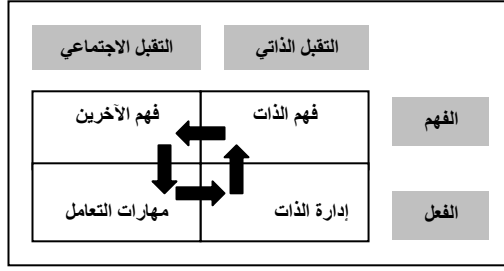 التقبل الذاتي
التقبل الاجتماعي
الفهم
فهم الذات
فهم الآخرين
الفعل
إدارة الذات
مهارات التعامل